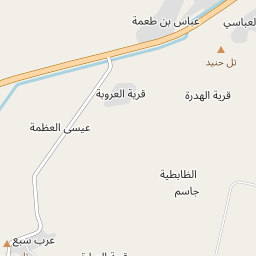 عباس بن طعمة
العباسي
تل حنيد
قرية العروبة
قرية الهدرة
عيسى العظمة
الظابطية
جاسم
عرب سبع